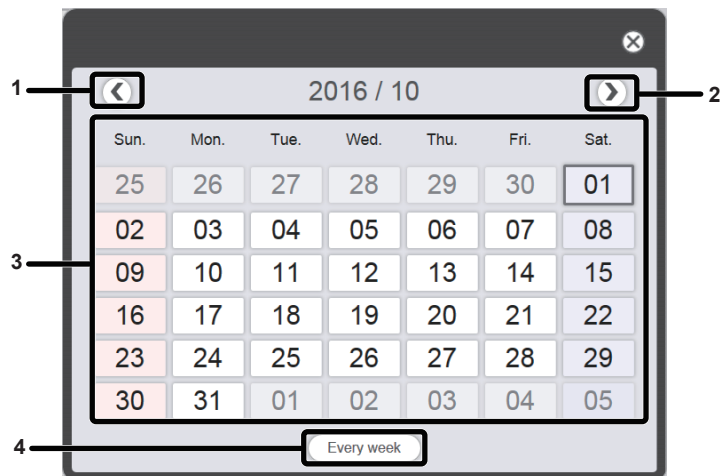 1
2016 / 10
2
Sun. Mon. Tue. Wed. Thu. Fri. Sat.
25 26 27 28 29 30 01
02 03 04 05 06 07 08
3
09 10 11 12 13 14 15
16 17 18 19 20 21 22
23 24 25 26 27 28 29
30 31 01 02 03 04 05
4
Every week